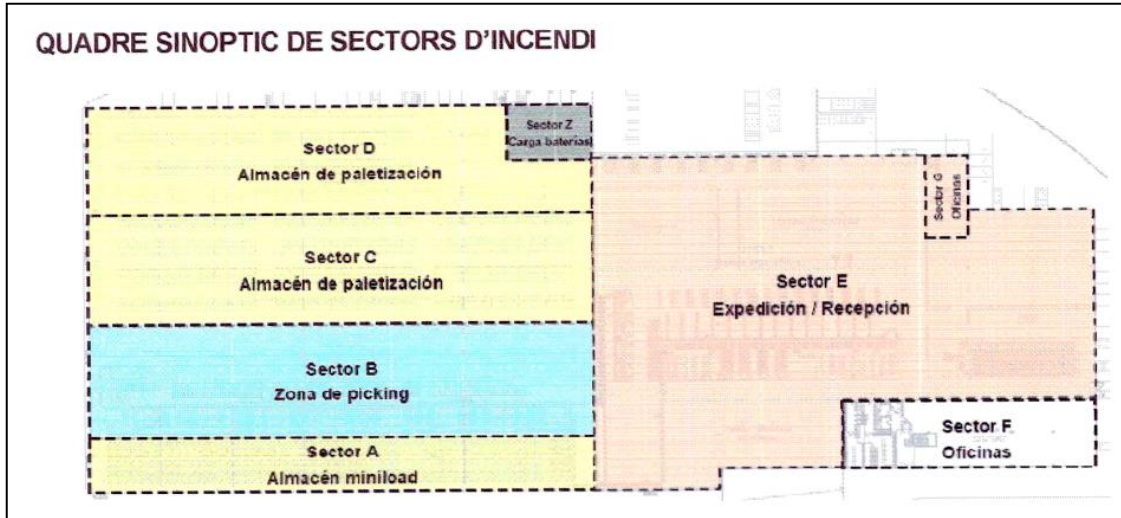 QUADRE SINOPTIC DE SECTORS D'INCENDI
Sector Z
Carga baterías
Sector D
Almacén de paletización
Sector G
Oficinas
Sector C
Almacén de paletización
Sector E
Expedición / Recepción
Sector B
Zona de picking
Sector F
Oficinas
Sector A
Almacén miniload